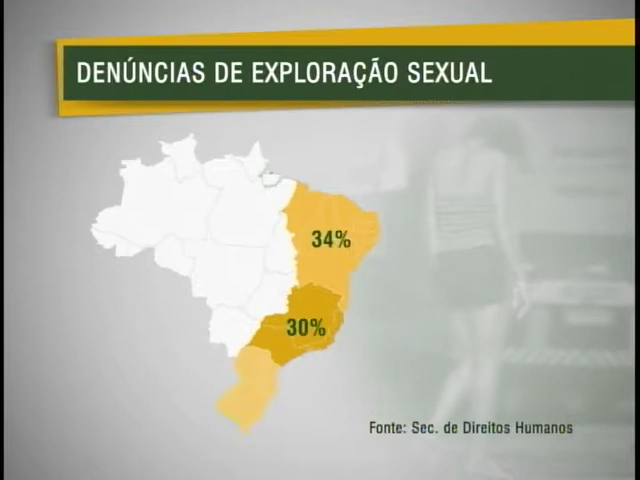 DENÚNCIAS DE EXPLORAÇÃO SEXUAL
34%
30%
Fonte: Sec. de Direitos Humanos